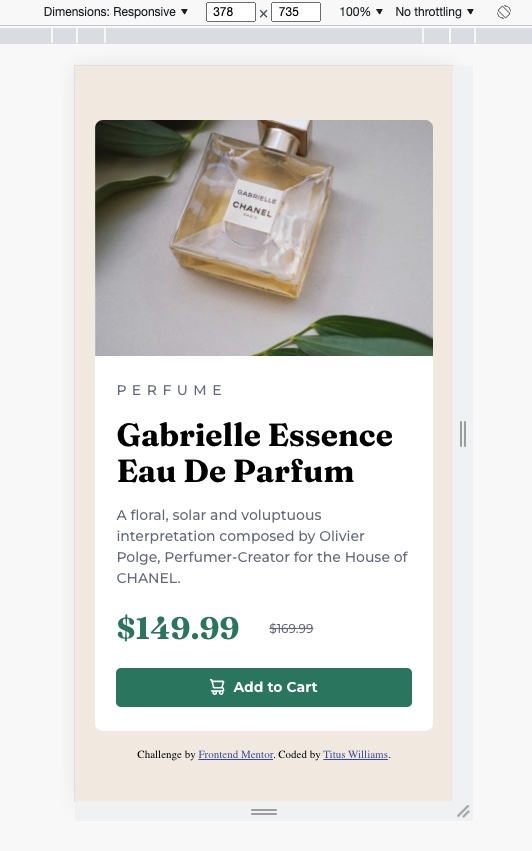 Dimensions: Responsive ▼ 378 × 735 100% ▼ No throttling ▼
GABRIELLE
CHANEL
PARIS
PERFUME
Gabrielle Essence
Eau De Parfum
A floral, solar and voluptuous
interpretation composed by Olivier
Polge, Perfumer-Creator for the House of
CHANEL.
$149.99 $169.99
Add to Cart
Challenge by Frontend Mentor. Coded by Titus Williams.